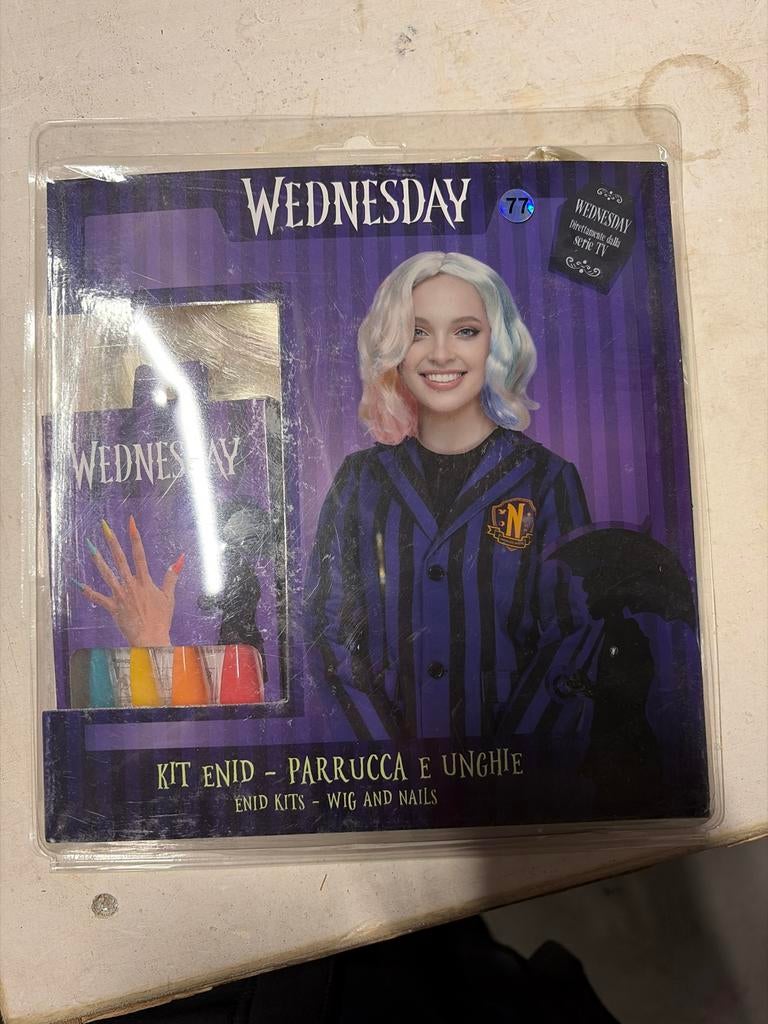 WEDNESDAY
77
WEDNESDAY
Direttamente dalla
serie TV
WEDNESDAY
N
KIT ENID - PARRUCCA E UNGHIE
ENID KITS - WIG AND NAILS